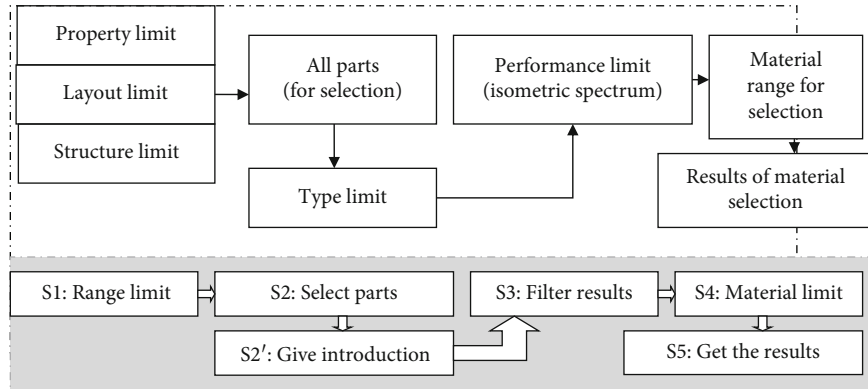 Property limit
Layout limit
Structure limit
All parts
(for selection)
Type limit
Performance limit
(isometric spectrum)
Material
range for
selection
Results of material
selection
S1: Range limit
S2: Select parts
S2′: Give introduction
S3: Filter results
S4: Material limit
S5: Get the results